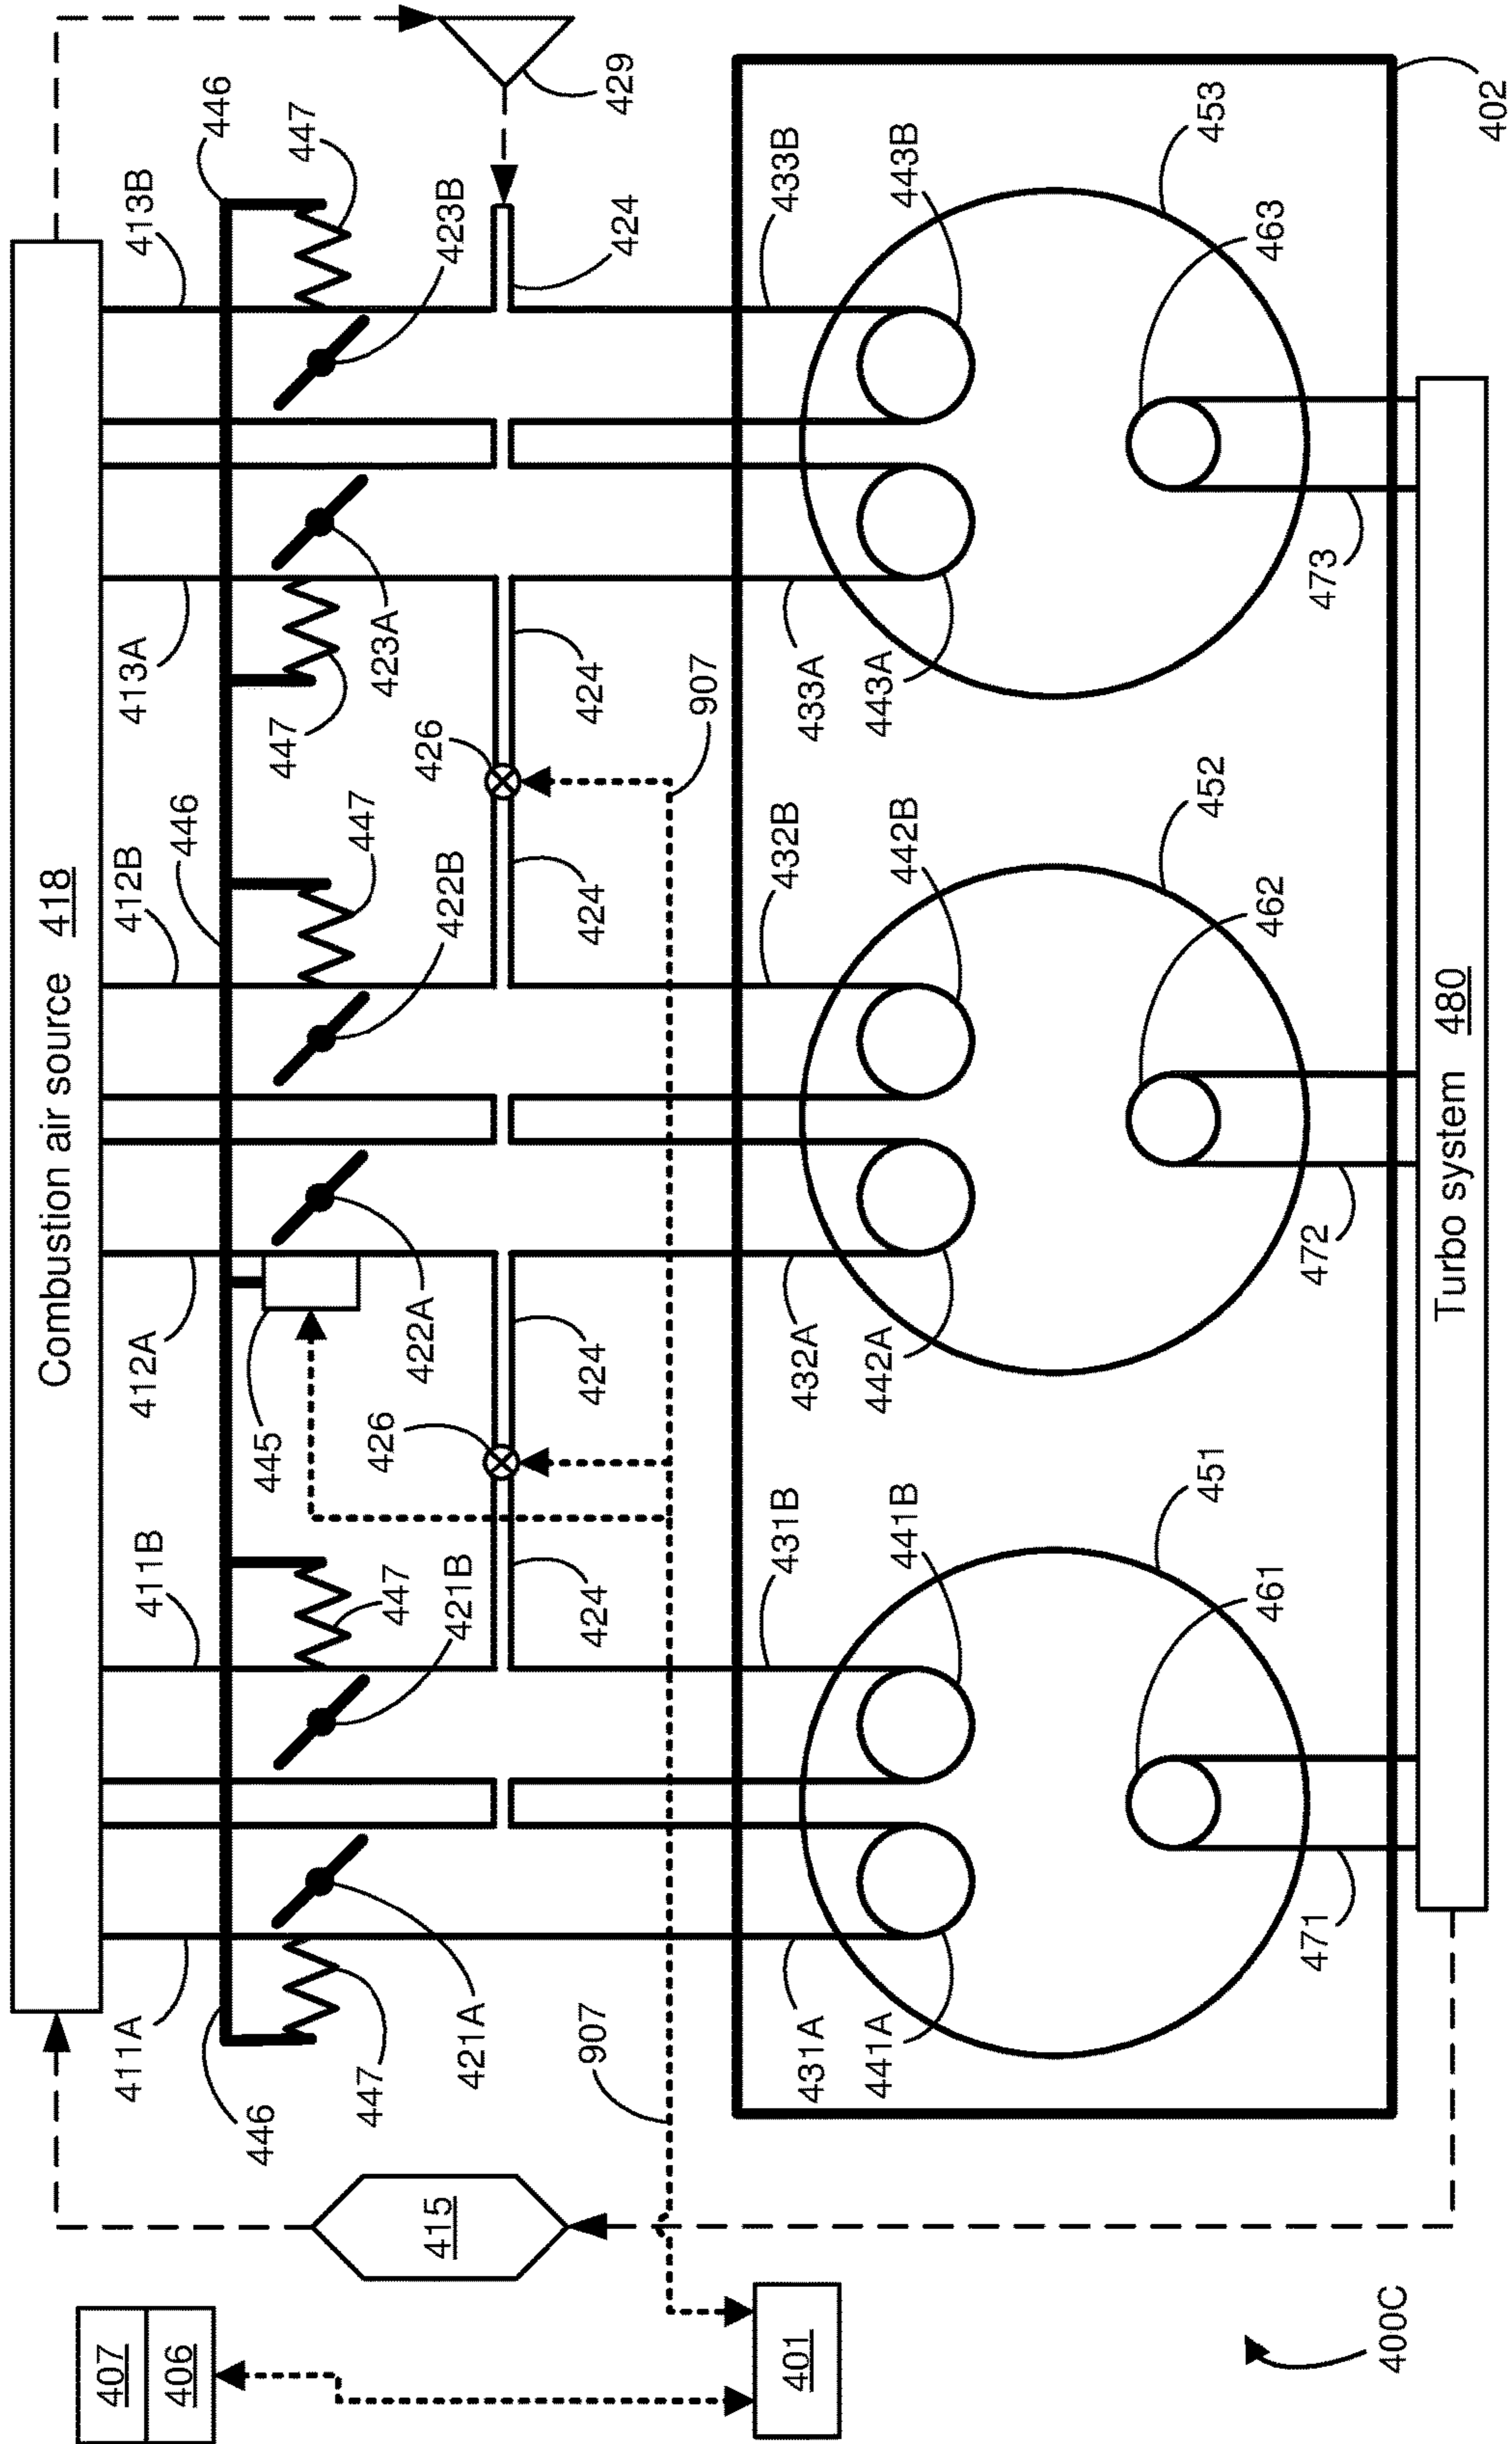 Combustion air source 418
407
411A
411B
412A
412B
413A
413B
406
446
446
446
445
447
447
447
447
447
426
426
421A
421B
422A
422B
423A
423B
415
429
424
424
424
424
424
907
907
401
431A
431B
432A
432B
433A
433B
441A
441B
442A
442B
443A
443B
451
452
453
461
462
463
471
472
473
400C
Turbo system 480
402